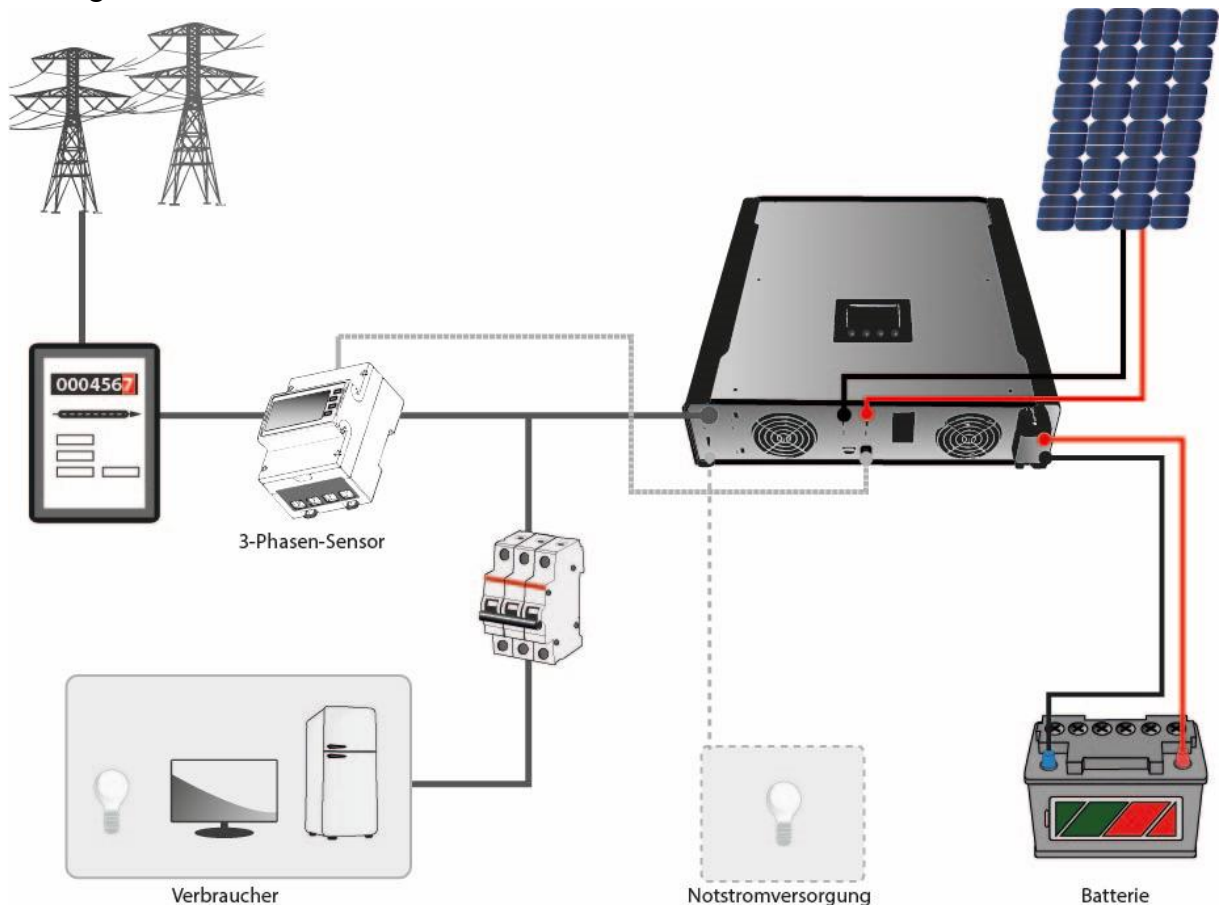 0004567
3-Phasen-Sensor
Verbraucher
Notstromversorgung
Batterie